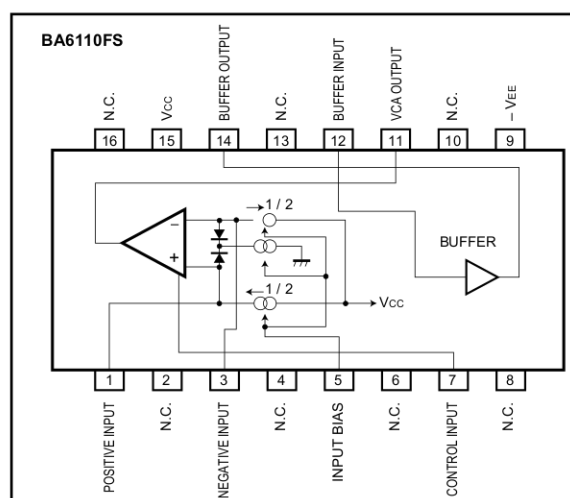 BA6110FS
N.C.
VCC
BUFFER OUTPUT
N.C.
BUFFER INPUT
VCA OUTPUT
N.C.
– VEE
16
15
14
13
12
11
10
9
1 / 2
BUFFER
– 
+
1 / 2
VCC
1
2
3
4
5
6
7
8
POSITIVE INPUT
N.C.
NEGATIVE INPUT
N.C.
INPUT BIAS
N.C.
CONTROL INPUT
N.C.